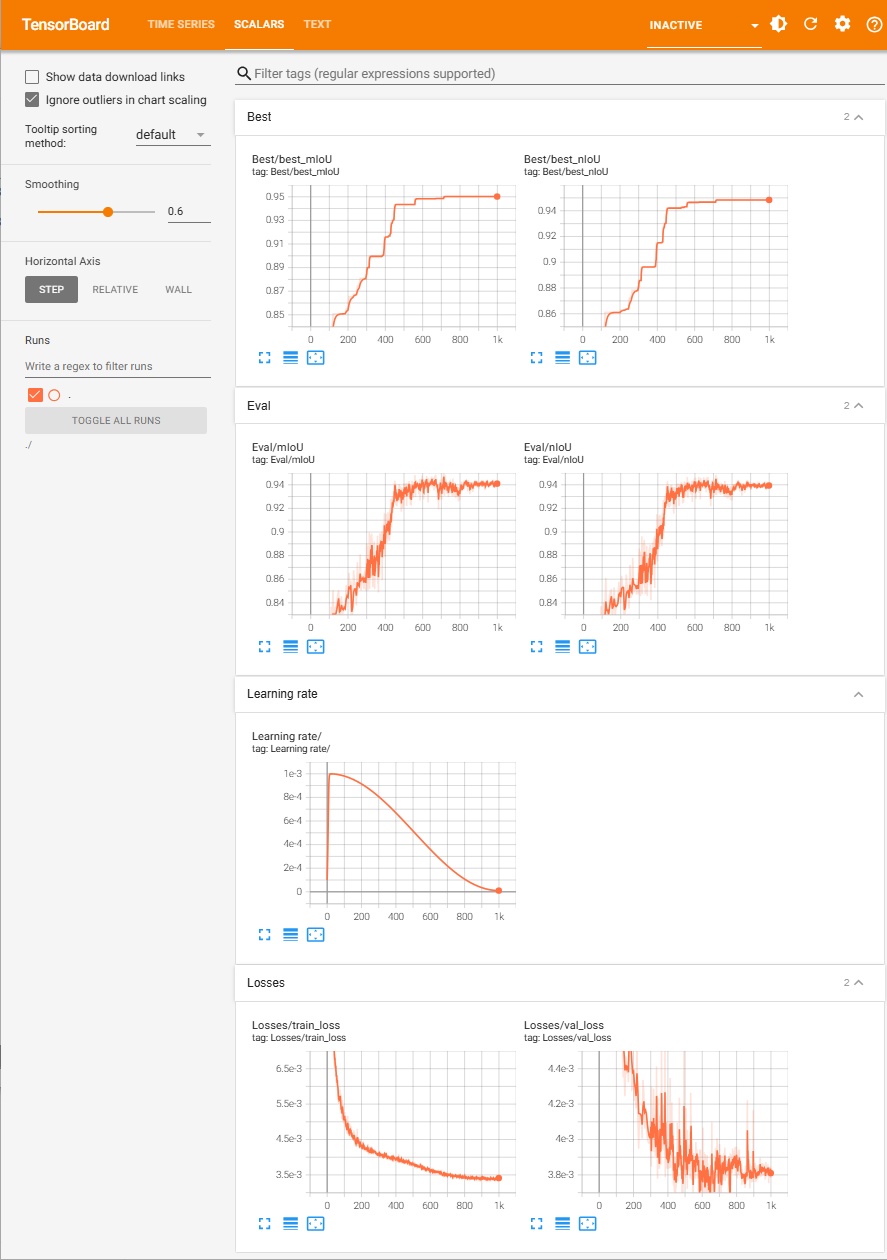 TensorBoard TIME SERIES SCALARS TEXT INACTIVE
Show data download links
Ignore outliers in chart scaling
Tooltip sorting
method:
default
Smoothing
0.6
Horizontal Axis
STEP RELATIVE WALL
Runs
Write a regex to filter runs
.
TOGGLE ALL RUNS
./
Filter tags (regular expressions supported)
Best 2
Best/best_mIoU
tag: Best/best_mIoU
0.95
0.93
0.91
0.89
0.87
0.85
0 200 400 600 800 1k
Best/best_nIoU
tag: Best/best_nIoU
0.94
0.92
0.9
0.88
0.86
0 200 400 600 800 1k
Eval 2
Eval/mIoU
tag: Eval/mIoU
0.94
0.92
0.9
0.88
0.86
0.84
0 200 400 600 800 1k
Eval/nIoU
tag: Eval/nIoU
0.94
0.92
0.9
0.88
0.86
0.84
0 200 400 600 800 1k
Learning rate
Learning rate/
tag: Learning rate/
1e-3
8e-4
6e-4
4e-4
2e-4
0
0 200 400 600 800 1k
Losses 2
Losses/train_loss
tag: Losses/train_loss
6.5e-3
5.5e-3
4.5e-3
3.5e-3
0 200 400 600 800 1k
Losses/val_loss
tag: Losses/val_loss
4.4e-3
4.2e-3
4e-3
3.8e-3
0 200 400 600 800 1k